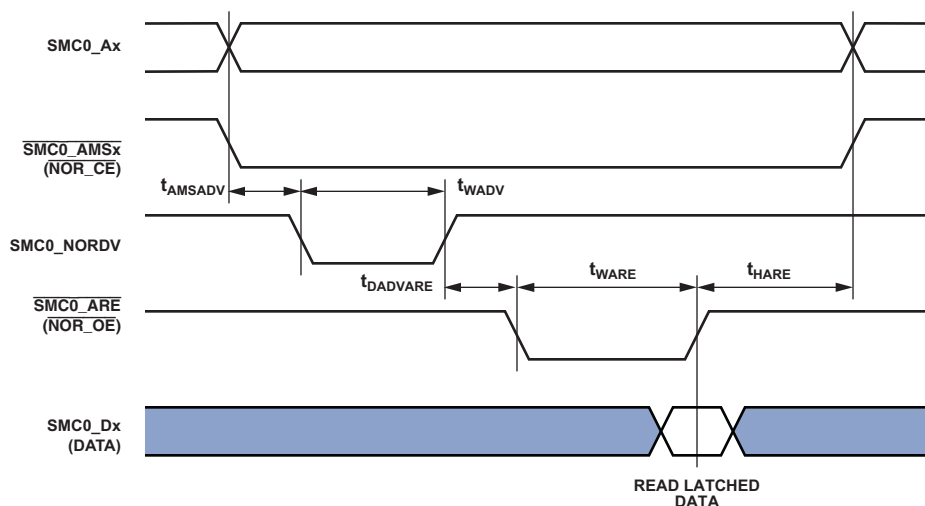 SMC0_Ax
SMC0_AMSx
(NOR_CE)
tAMSADV
tWADV
SMC0_NORDV
tDADVARE
tWARE
tHARE
SMC0_ARE
(NOR_OE)
SMC0_Dx
(DATA)
READ LATCHED
DATA